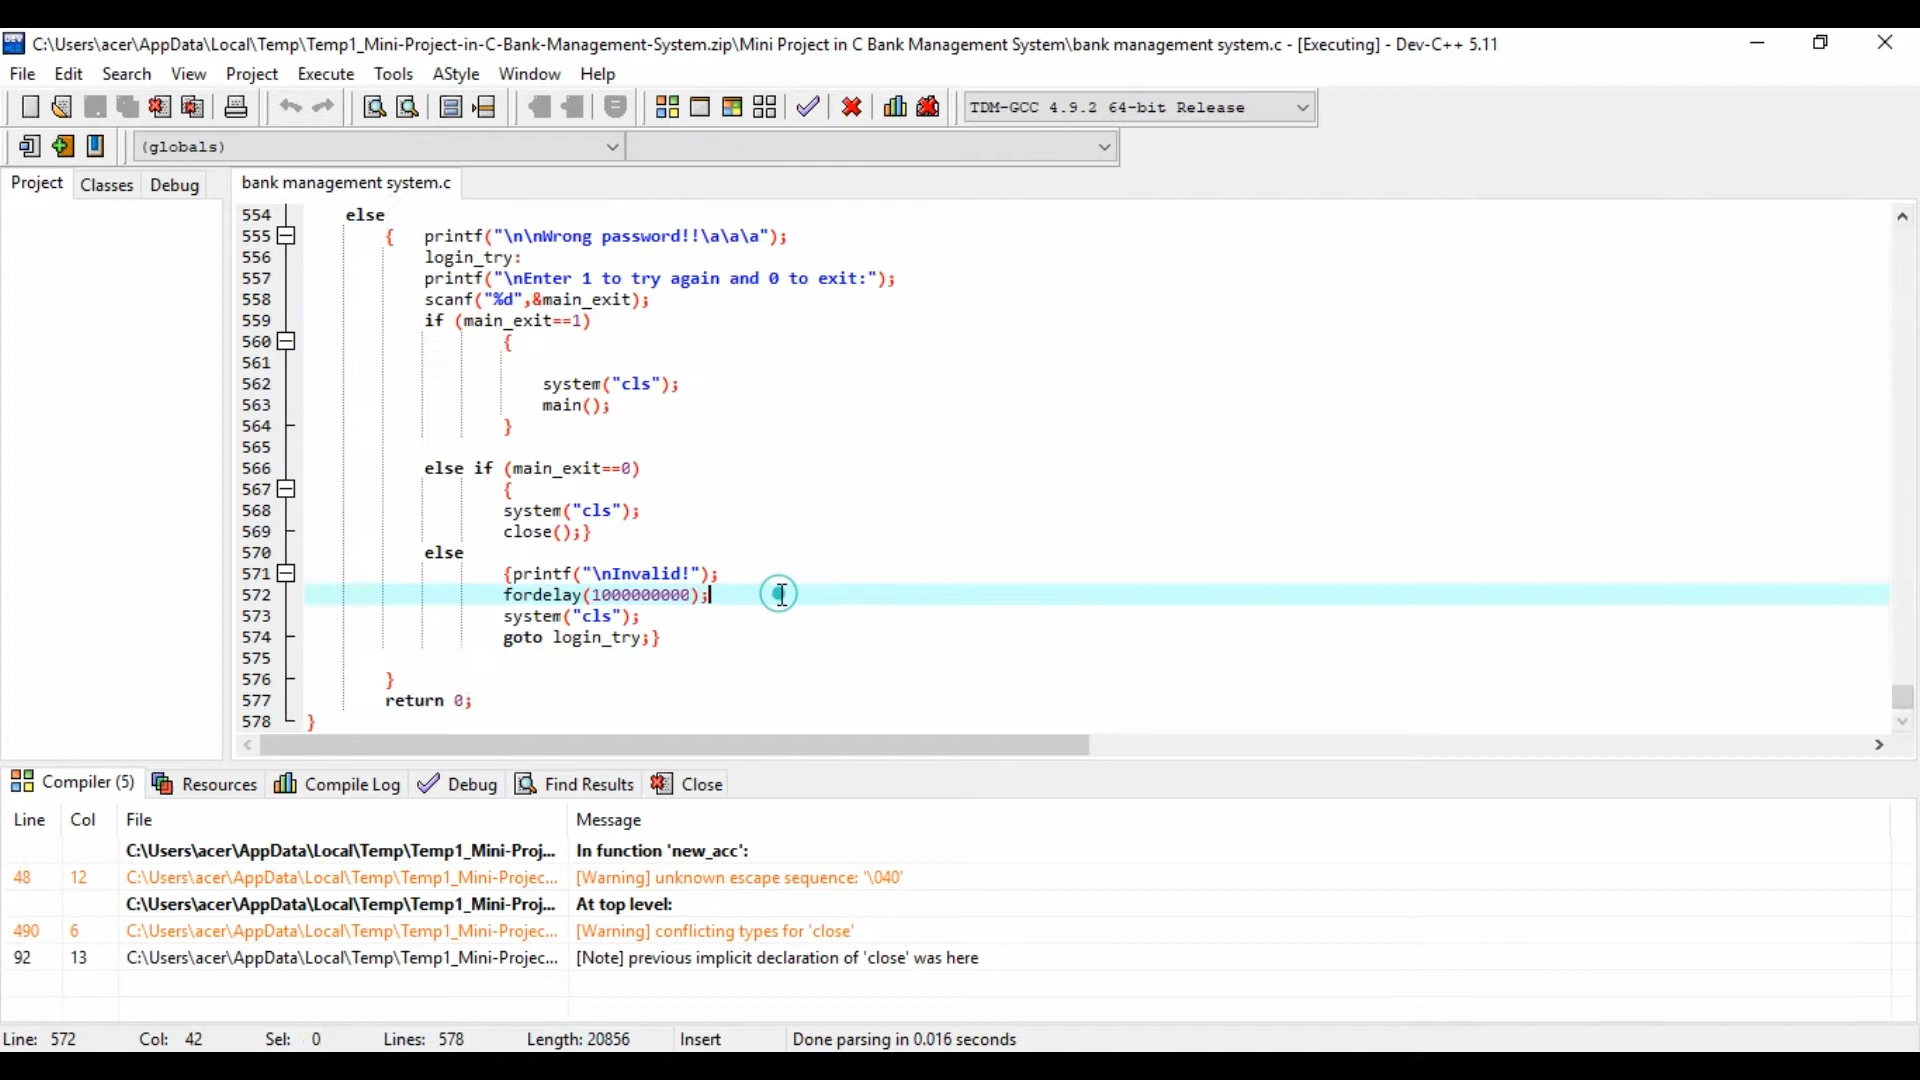 C:\Users\acer\AppData\Local\Temp\Temp1_Mini-Project-in-C-Bank-Management-System.zip\Mini Project in C Bank Management System\bank management system.c - [Executing] - Dev-C++ 5.11
File Edit Search View Project Execute Tools AStyle Window Help
TDM-GCC 4.9.2 64-bit Release
(globals)
Project Classes Debug bank management system.c
554 else
555 { printf("\n\nWrong password!!\a\a\a");
556 login_try:
557 printf("\nEnter 1 to try again and 0 to exit:");
558 scanf("%d",&main_exit);
559 if (main_exit==1)
560 {
561
562 system("cls");
563 main();
564 }
565
566 else if (main_exit==0)
567 {
568 system("cls");
569 close();}
570 else
571 {printf("\nInvalid!");
572 fordelay(1000000000);
573 system("cls");
574 goto login_try;}
575
576 }
577 return 0;
578 }
Compiler (5) Resources Compile Log Debug Find Results Close
Line Col File Message
C:\Users\acer\AppData\Local\Temp\Temp1_Mini-Proj... In function 'new_acc':
48 12 C:\Users\acer\AppData\Local\Temp\Temp1_Mini-Projec... [Warning] unknown escape sequence: '\040'
C:\Users\acer\AppData\Local\Temp\Temp1_Mini-Proj... At top level:
490 6 C:\Users\acer\AppData\Local\Temp\Temp1_Mini-Projec... [Warning] conflicting types for 'close'
92 13 C:\Users\acer\AppData\Local\Temp\Temp1_Mini-Projec... [Note] previous implicit declaration of 'close' was here
Line: 572 Col: 42 Sel: 0 Lines: 578 Length: 20856 Insert Done parsing in 0.016 seconds